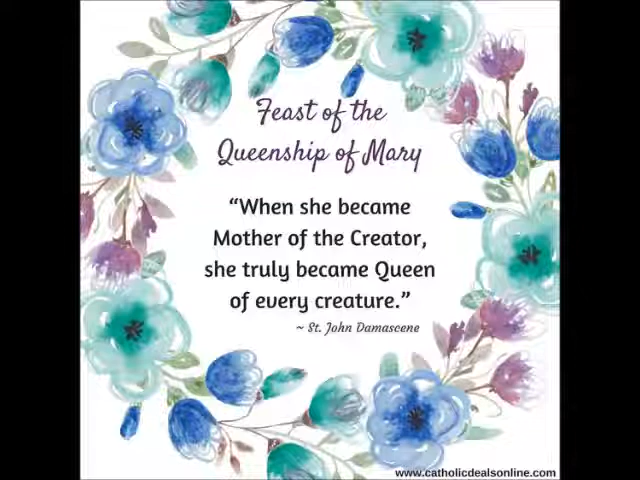 Feast of the
Queenship of Mary
“When she became
Mother of the Creator,
she truly became Queen
of every creature.”
~ St. John Damascene
www.catholicdealsonline.com